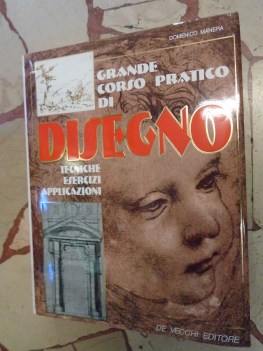 DOMENICO MANERA
GRANDE
CORSO PRATICO
DI
DISEGNO
TECNICHE
ESERCIZI
APPLICAZIONI
DE VECCHI EDITORE